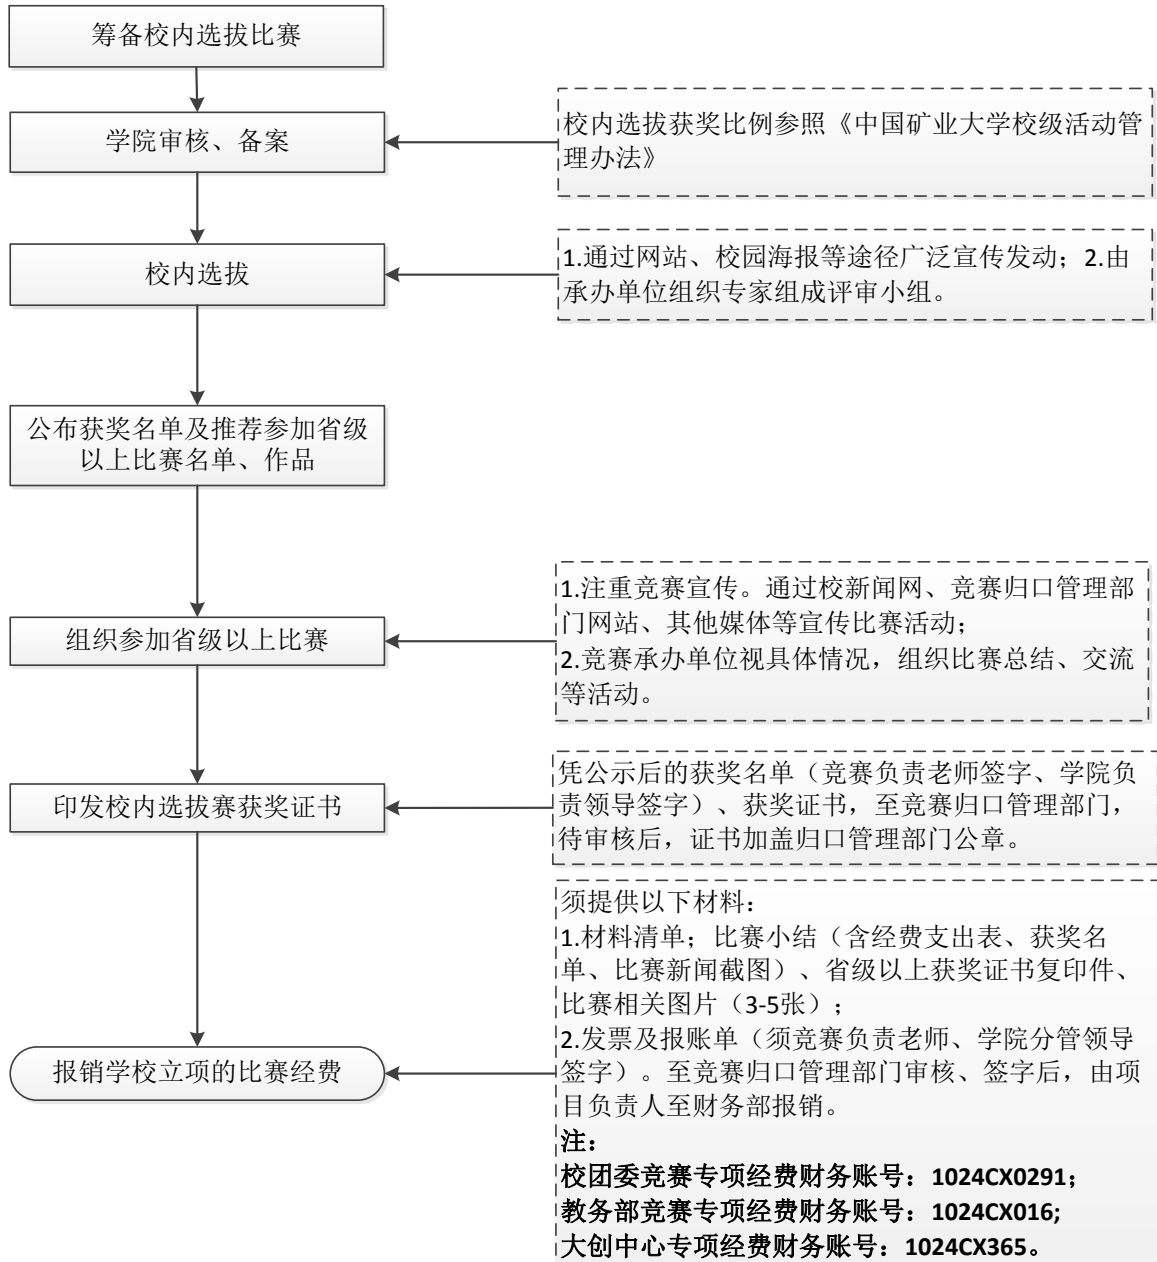 筹备校内选拔比赛
学院审核、备案
校内选拔获奖比例参照《中国矿业大学校级活动管
理办法》
校内选拔
1.通过网站、校园海报等途径广泛宣传发动；2.由
承办单位组织专家组成评审小组。
公布获奖名单及推荐参加省级
以上比赛名单、作品
组织参加省级以上比赛
1.注重竞赛宣传。通过校新闻网、竞赛归口管理部
门网站、其他媒体等宣传比赛活动；
2.竞赛承办单位视具体情况，组织比赛总结、交流
等活动。
印发校内选拔赛获奖证书
凭公示后的获奖名单（竞赛负责老师签字、学院负
责领导签字）、获奖证书，至竞赛归口管理部门，
待审核后，证书加盖归口管理部门公章。
报销学校立项的比赛经费
须提供以下材料：
1.材料清单；比赛小结（含经费支出表、获奖名
单、比赛新闻截图）、省级以上获奖证书复印件、
比赛相关图片（3-5张）；
2.发票及报账单（须竞赛负责老师、学院分管领导
签字）。至竞赛归口管理部门审核、签字后，由项
目负责人至财务部报销。
注：
校团委竞赛专项经费财务账号：1024CX0291；
教务部竞赛专项经费财务账号：1024CX016;
大创中心专项经费财务账号：1024CX365。